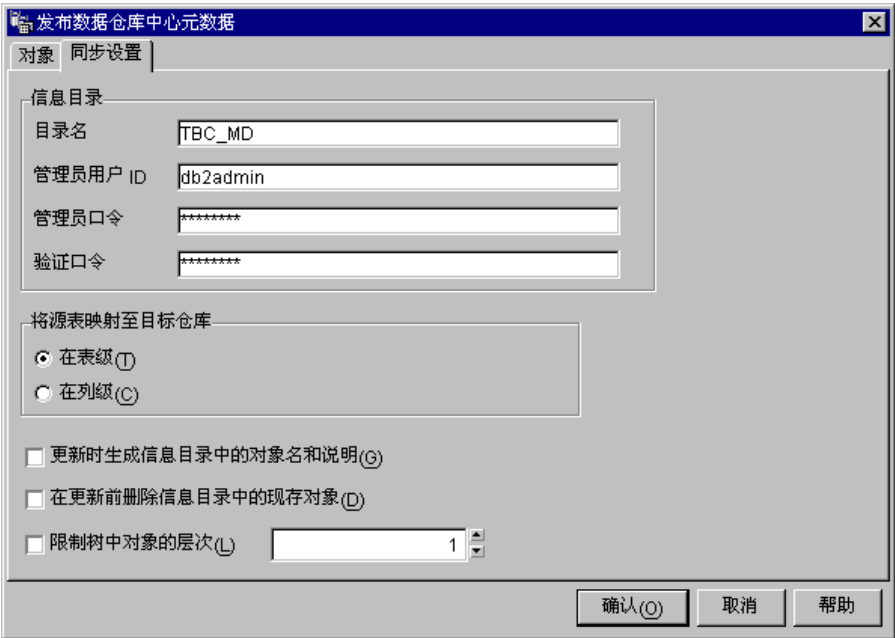 发布数据仓库中心元数据
对象 同步设置
信息目录
目录名 TBC_MD
管理员用户 ID db2admin
管理员口令 ********
验证口令 ********
将源表映射至目标仓库
在表级(T)
在列级(C)
更新时生成信息目录中的对象名和说明(G)
在更新前删除信息目录中的现存对象(D)
限制树中对象的层次(L) 1
确认(O) 取消 帮助